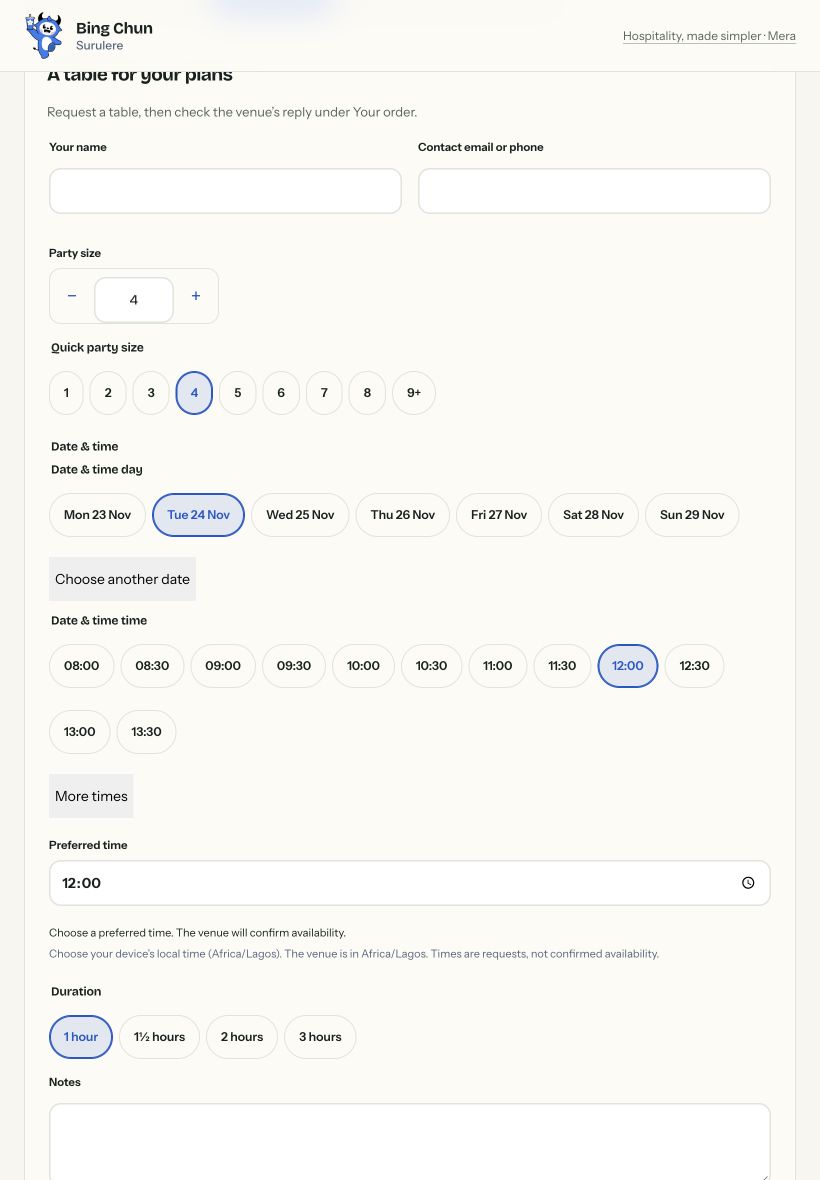 Bing Chun
Surulere
Hospitality, made simpler · Mera
A table for your plans
Request a table, then check the venue's reply under Your order.
Your name
Contact email or phone
Party size
− 4 +
Quick party size
1 2 3 4 5 6 7 8 9+
Date & time
Date & time day
Mon 23 Nov Tue 24 Nov Wed 25 Nov Thu 26 Nov Fri 27 Nov Sat 28 Nov Sun 29 Nov
Choose another date
Date & time time
08:00 08:30 09:00 09:30 10:00 10:30 11:00 11:30 12:00 12:30
13:00 13:30
More times
Preferred time
12:00
Choose a preferred time. The venue will confirm availability.
Choose your device's local time (Africa/Lagos). The venue is in Africa/Lagos. Times are requests, not confirmed availability.
Duration
1 hour 1½ hours 2 hours 3 hours
Notes